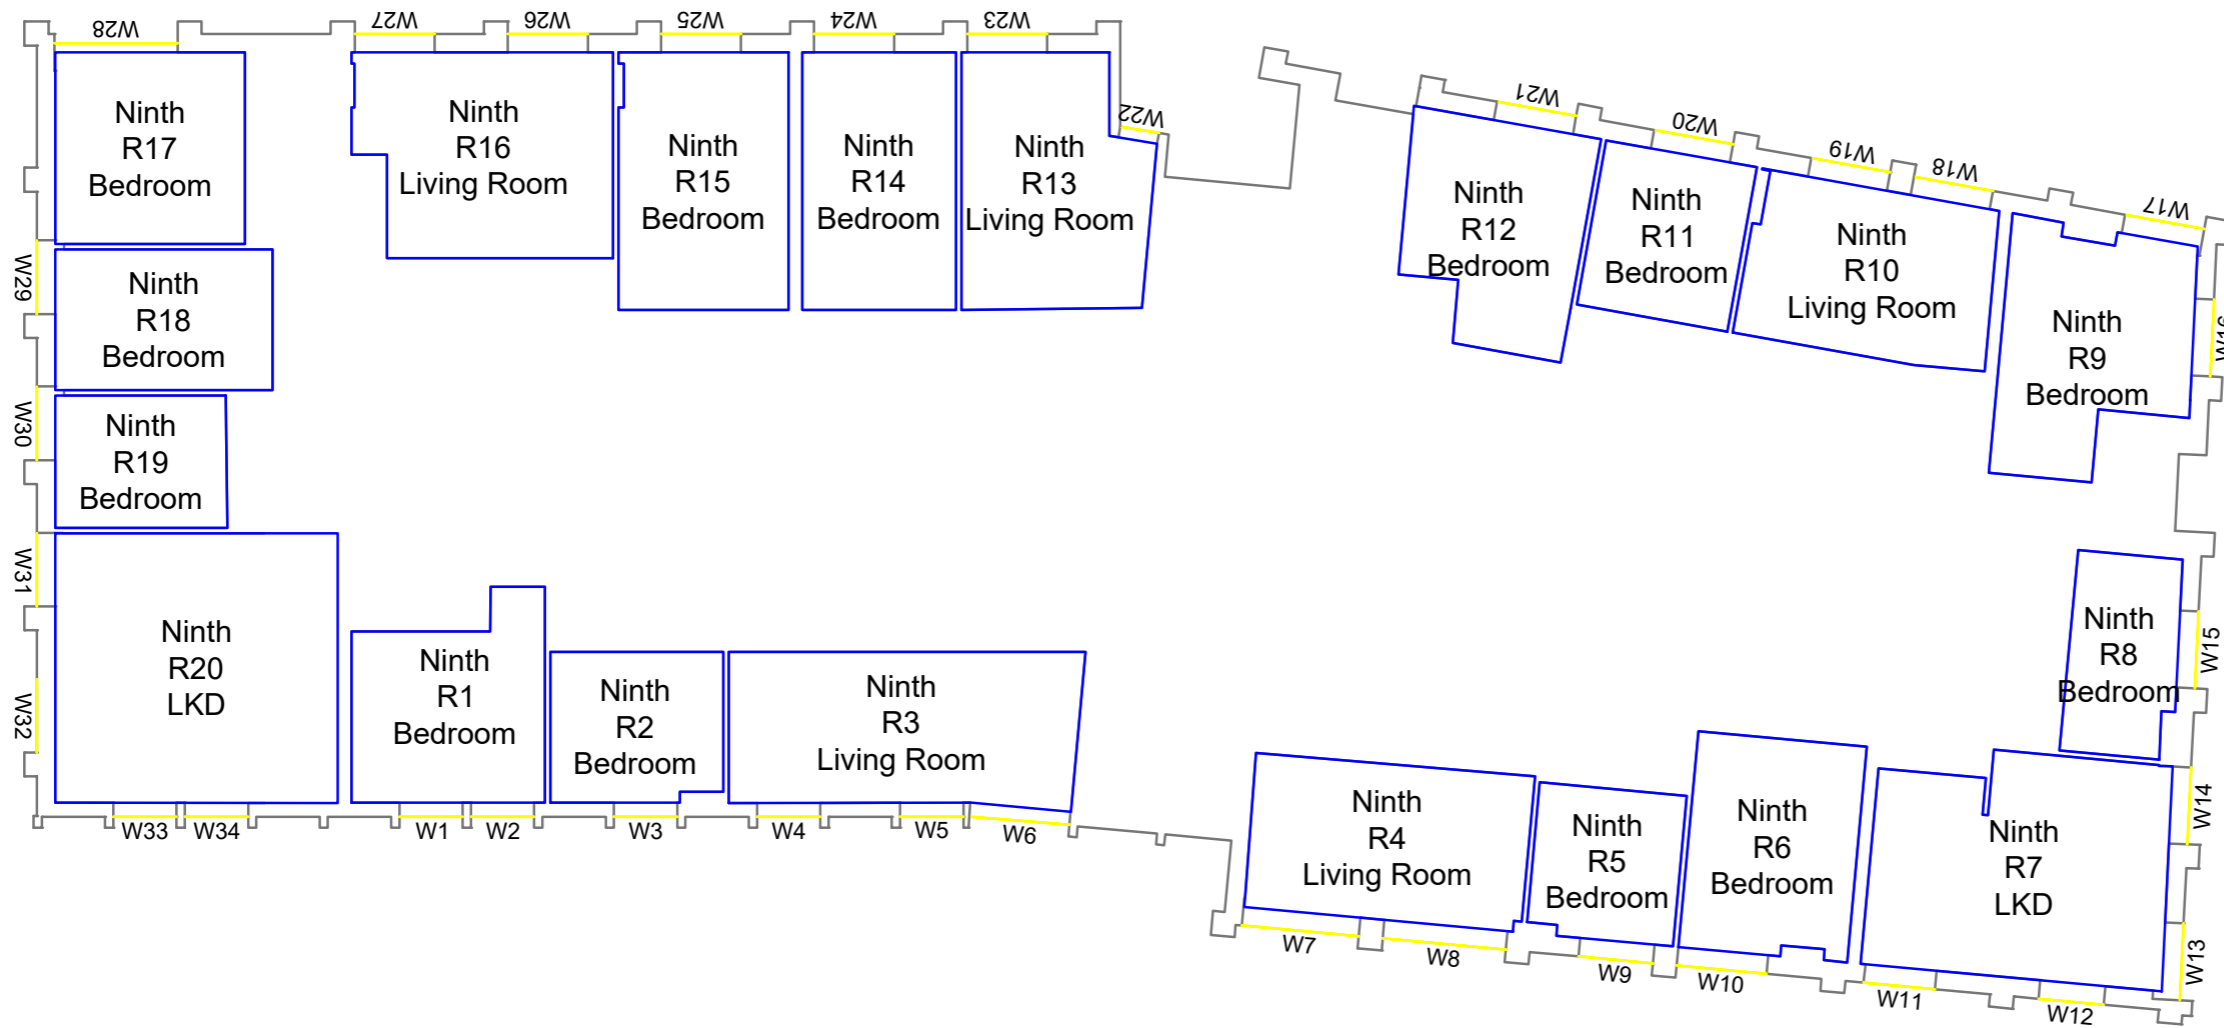 W27
W26
W25
W24
W23
W28
W22
W21
W20
W19
W18
W17
W16
Ninth
R17
Bedroom
Ninth
R16
Living Room
Ninth
R15
Bedroom
Ninth
R14
Bedroom
Ninth
R13
Living Room
Ninth
R12
Bedroom
Ninth
R11
Bedroom
Ninth
R10
Living Room
Ninth
R9
Bedroom
W29
Ninth
R18
Bedroom
W30
Ninth
R19
Bedroom
W31
W32
Ninth
R20
LKD
Ninth
R1
Bedroom
Ninth
R2
Bedroom
Ninth
R3
Living Room
Ninth
R4
Living Room
Ninth
R5
Bedroom
Ninth
R6
Bedroom
Ninth
R7
LKD
Ninth
R8
Bedroom
W15
W14
W13
W33
W34
W1
W2
W3
W4
W5
W6
W7
W8
W9
W10
W11
W12